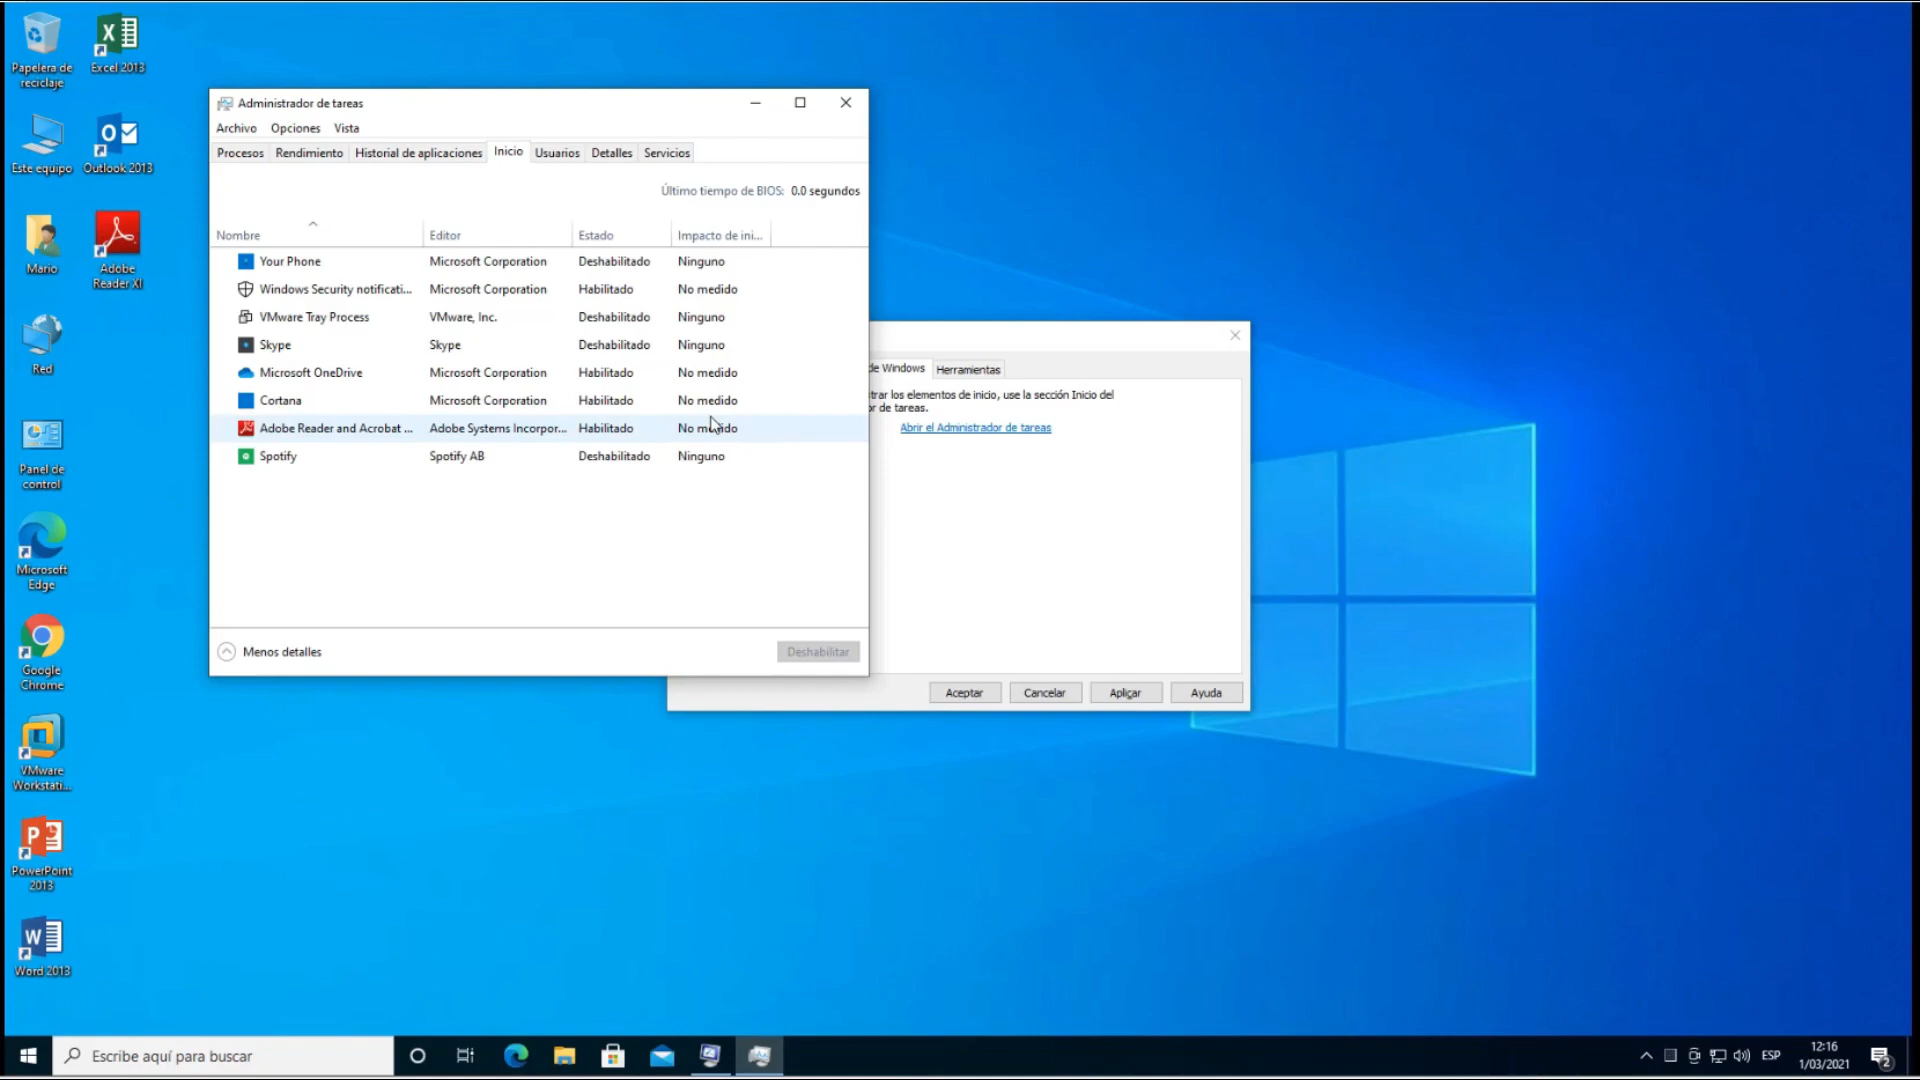 Papelera de
reciclaje
Excel 2013
Este equipo
Outlook 2013
Mario
Adobe
Reader XI
Red
Panel de
control
Microsoft
Edge
Google
Chrome
VMware
Workstati...
PowerPoint
2013
Word 2013
Administrador de tareas
Archivo Opciones Vista
Procesos Rendimiento Historial de aplicaciones Inicio Usuarios Detalles Servicios
Último tiempo de BIOS: 0.0 segundos
Nombre Editor Estado Impacto de ini...
Your Phone Microsoft Corporation Deshabilitado Ninguno
Windows Security notificati... Microsoft Corporation Habilitado No medido
VMware Tray Process VMware, Inc. Deshabilitado Ninguno
Skype Skype Deshabilitado Ninguno
Microsoft OneDrive Microsoft Corporation Habilitado No medido
Cortana Microsoft Corporation Habilitado No medido
Adobe Reader and Acrobat ... Adobe Systems Incorpor... Habilitado No medido
Spotify Spotify AB Deshabilitado Ninguno
Menos detalles Deshabilitar
de Windows Herramientas
trar los elementos de inicio, use la sección Inicio del
or de tareas.
Abrir el Administrador de tareas
Aceptar Cancelar Aplicar Ayuda
Escribe aquí para buscar
ESP
12:16
1/03/2021
2